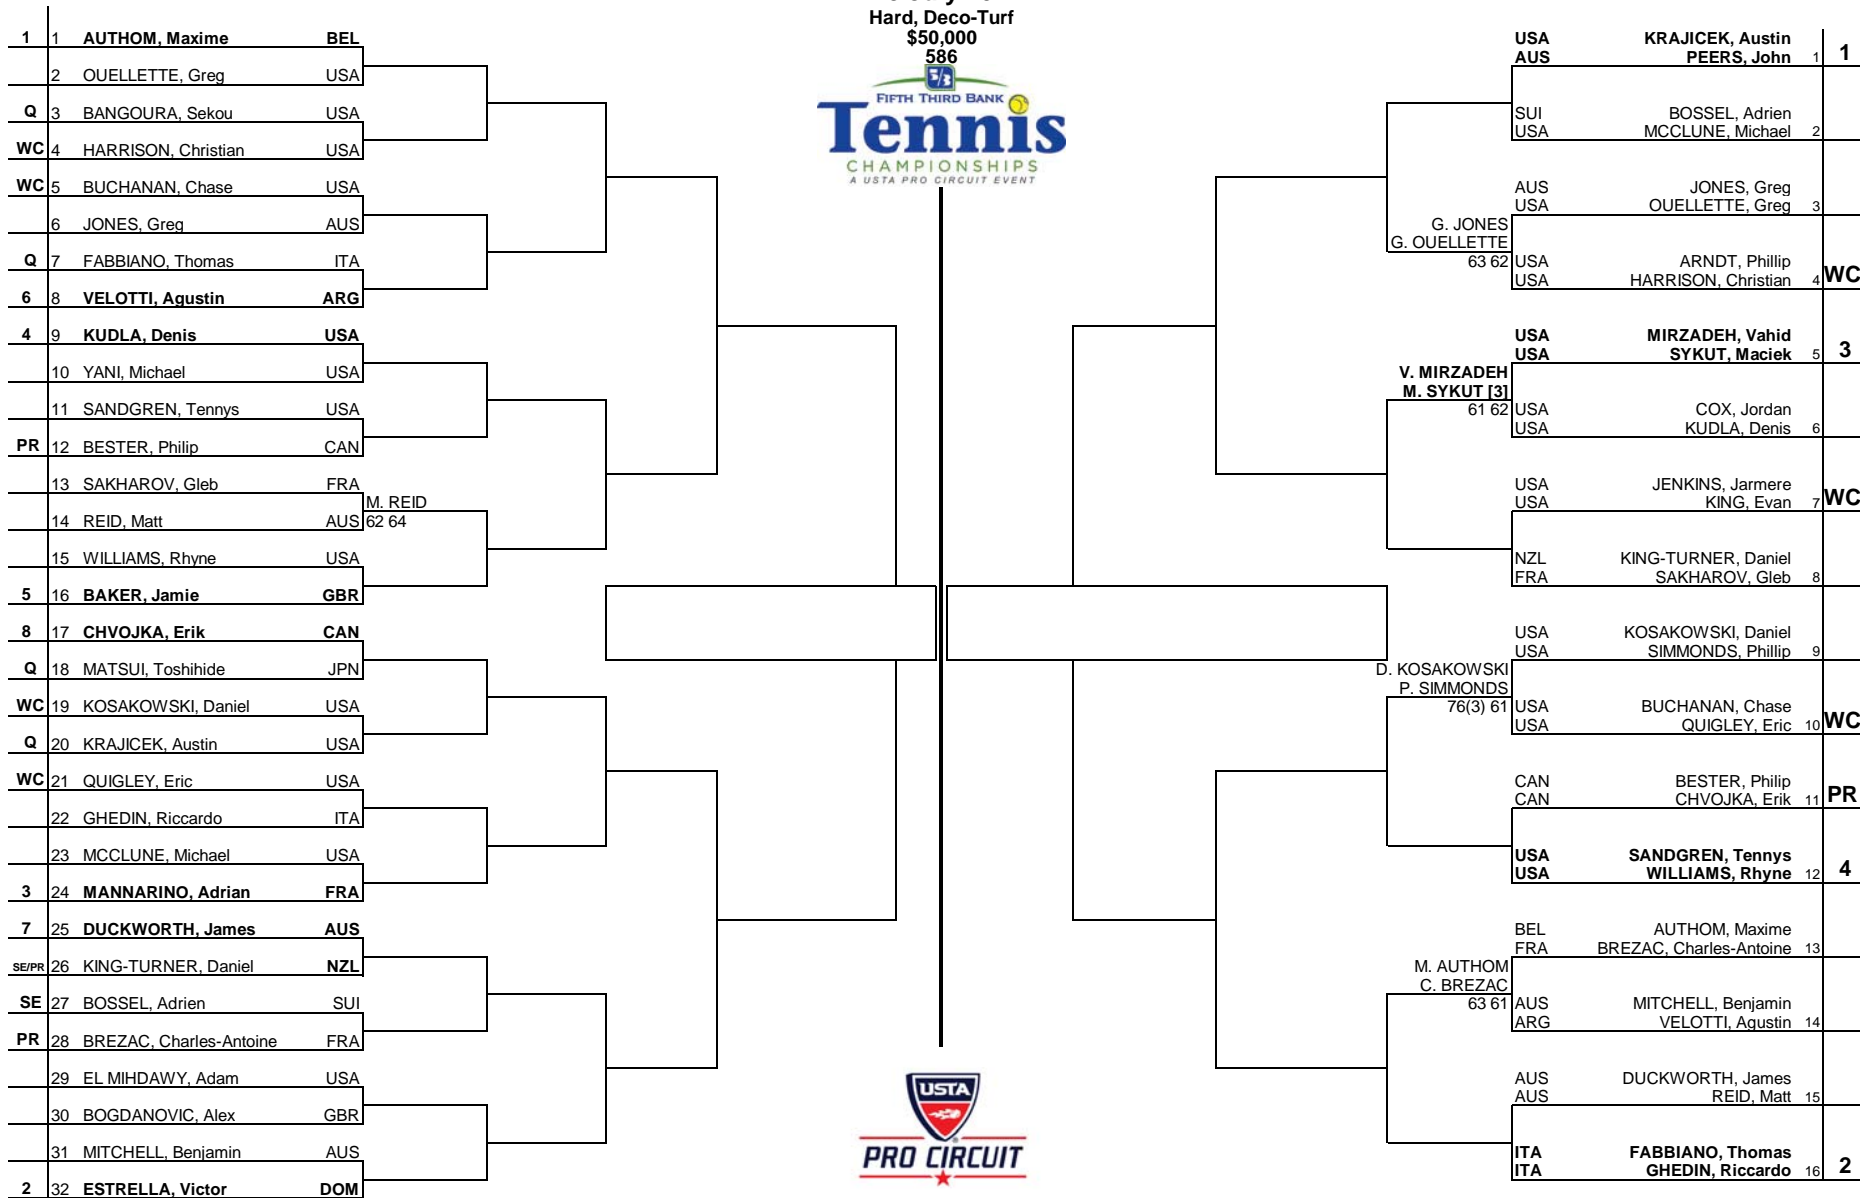 Hard, Deco-Turf
$50,000
586
5/3
FIFTH THIRD BANK
Tennis
CHAMPIONSHIPS
A USTA PRO CIRCUIT EVENT
1 1 AUTHOM, Maxime BEL
2 OUELLETTE, Greg USA
Q 3 BANGOURA, Sekou USA
WC 4 HARRISON, Christian USA
WC 5 BUCHANAN, Chase USA
6 JONES, Greg AUS
Q 7 FABBIANO, Thomas ITA
6 8 VELOTTI, Agustin ARG
4 9 KUDLA, Denis USA
10 YANI, Michael USA
11 SANDGREN, Tennys USA
PR 12 BESTER, Philip CAN
13 SAKHAROV, Gleb FRA
M. REID
14 REID, Matt AUS 62 64
15 WILLIAMS, Rhyne USA
5 16 BAKER, Jamie GBR
8 17 CHVOJKA, Erik CAN
Q 18 MATSUI, Toshihide JPN
WC 19 KOSAKOWSKI, Daniel USA
Q 20 KRAJICEK, Austin USA
WC 21 QUIGLEY, Eric USA
22 GHEDIN, Riccardo ITA
23 MCCLUNE, Michael USA
3 24 MANNARINO, Adrian FRA
7 25 DUCKWORTH, James AUS
SE/PR 26 KING-TURNER, Daniel NZL
SE 27 BOSSEL, Adrien SUI
PR 28 BREZAC, Charles-Antoine FRA
29 EL MIHDAWY, Adam USA
30 BOGDANOVIC, Alex GBR
31 MITCHELL, Benjamin AUS
2 32 ESTRELLA, Victor DOM
USA KRAJICEK, Austin
AUS PEERS, John 1 1
SUI BOSSEL, Adrien
USA MCCLUNE, Michael 2
AUS JONES, Greg
USA OUELLETTE, Greg 3
G. JONES
G. OUELLETTE
63 62 USA ARNDT, Phillip
USA HARRISON, Christian 4 WC
USA MIRZADEH, Vahid
USA SYKUT, Maciek 5 3
V. MIRZADEH
M. SYKUT [3]
61 62 USA COX, Jordan
USA KUDLA, Denis 6
USA JENKINS, Jarmere
USA KING, Evan 7 WC
NZL KING-TURNER, Daniel
FRA SAKHAROV, Gleb 8
USA KOSAKOWSKI, Daniel
USA SIMMONDS, Phillip 9
D. KOSAKOWSKI
P. SIMMONDS
76(3) 61 USA BUCHANAN, Chase
USA QUIGLEY, Eric 10 WC
CAN BESTER, Philip
CAN CHVOJKA, Erik 11 PR
USA SANDGREN, Tennys
USA WILLIAMS, Rhyne 12 4
BEL AUTHOM, Maxime
FRA BREZAC, Charles-Antoine 13
M. AUTHOM
C. BREZAC
63 61 AUS MITCHELL, Benjamin
ARG VELOTTI, Agustin 14
AUS DUCKWORTH, James
AUS REID, Matt 15
ITA FABBIANO, Thomas
ITA GHEDIN, Riccardo 16 2
USTA
PRO CIRCUIT